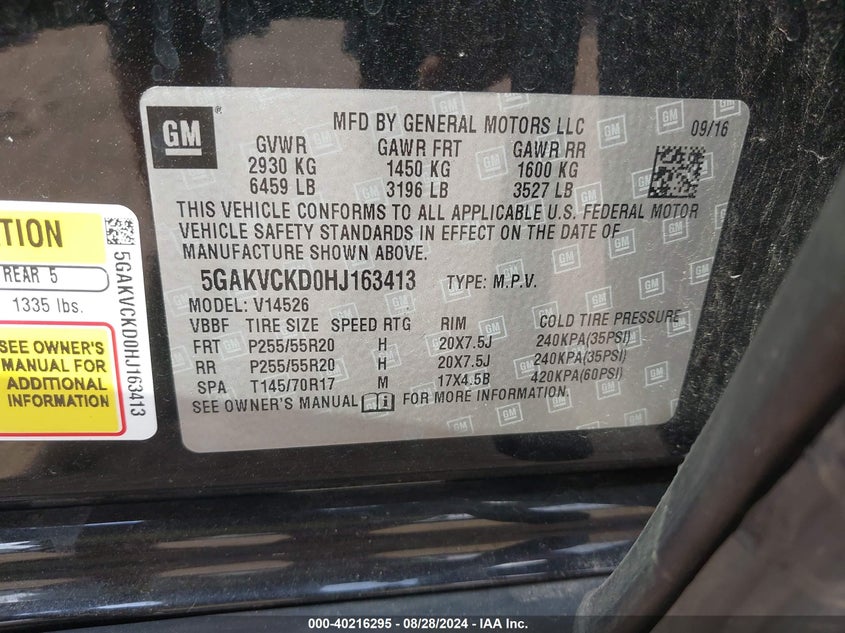 GM
®
MFD BY GENERAL MOTORS LLC 09/16
GVWR GAWR FRT GAWR RR
2930 KG 1450 KG 1600 KG
6459 LB 3196 LB 3527 LB
THIS VEHICLE CONFORMS TO ALL APPLICABLE U.S. FEDERAL MOTOR
VEHICLE SAFETY STANDARDS IN EFFECT ON THE DATE OF
MANUFACTURE SHOWN ABOVE.
5GAKVCKD0HJ163413 TYPE: M.P.V.
MODEL: V14526
VBBF TIRE SIZE SPEED RTG RIM COLD TIRE PRESSURE
FRT P255/55R20 H 20X7.5J 240KPA(35PSI)
RR P255/55R20 H 20X7.5J 240KPA(35PSI)
SPA T145/70R17 M 17X4.5B 420KPA(60PSI)
SEE OWNER'S MANUAL i FOR MORE INFORMATION.
REAR 5
1335 lbs.
SEE OWNER'S
MANUAL FOR
ADDITIONAL
INFORMATION
5GAKVCKD0HJ163413
000-40216295 - 08/28/2024 - IAA Inc.